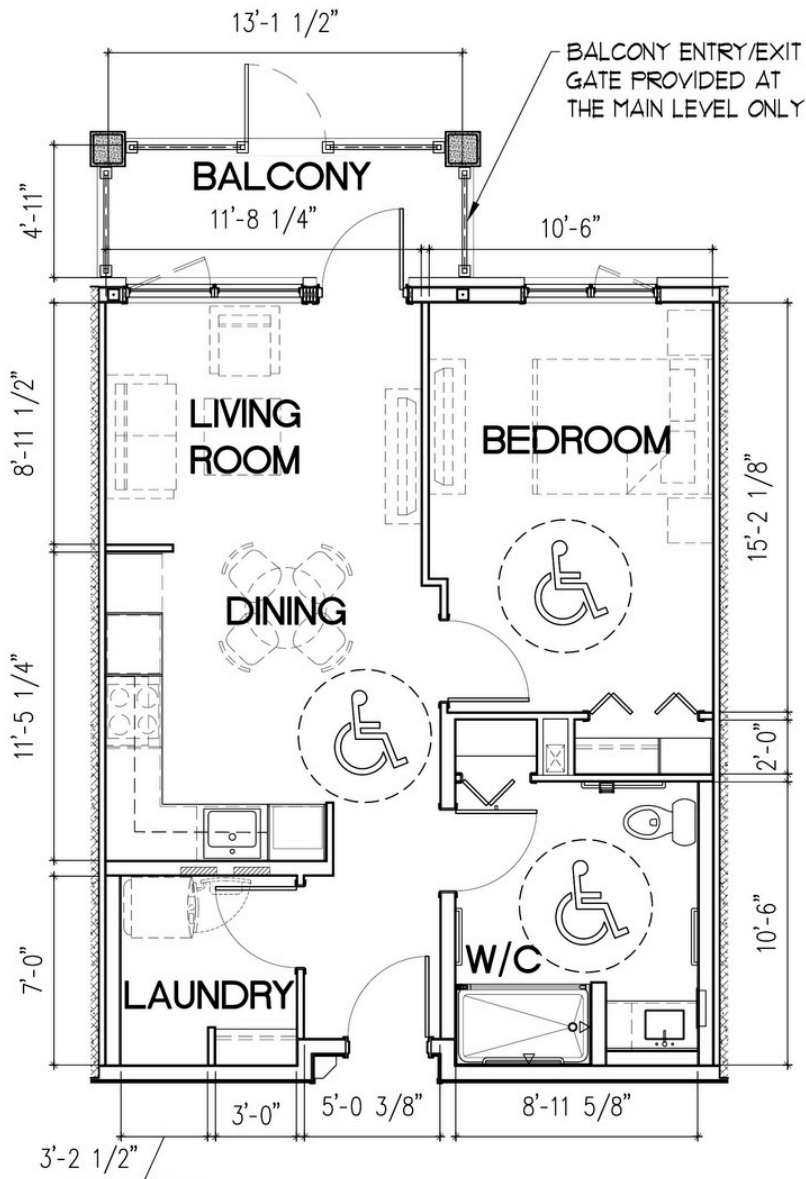 13'-1 1/2"
BALCONY ENTRY/EXIT
GATE PROVIDED AT
THE MAIN LEVEL ONLY
BALCONY
4'-11"
11'-8 1/4"
10'-6"
8'-11 1/2"
LIVING
ROOM
BEDROOM
15'-2 1/8"
DINING
11'-5 1/4"
2'-0"
7'-0"
W/C
10'-6"
LAUNDRY
3'-0"
5'-0 3/8"
8'-11 5/8"
3'-2 1/2"